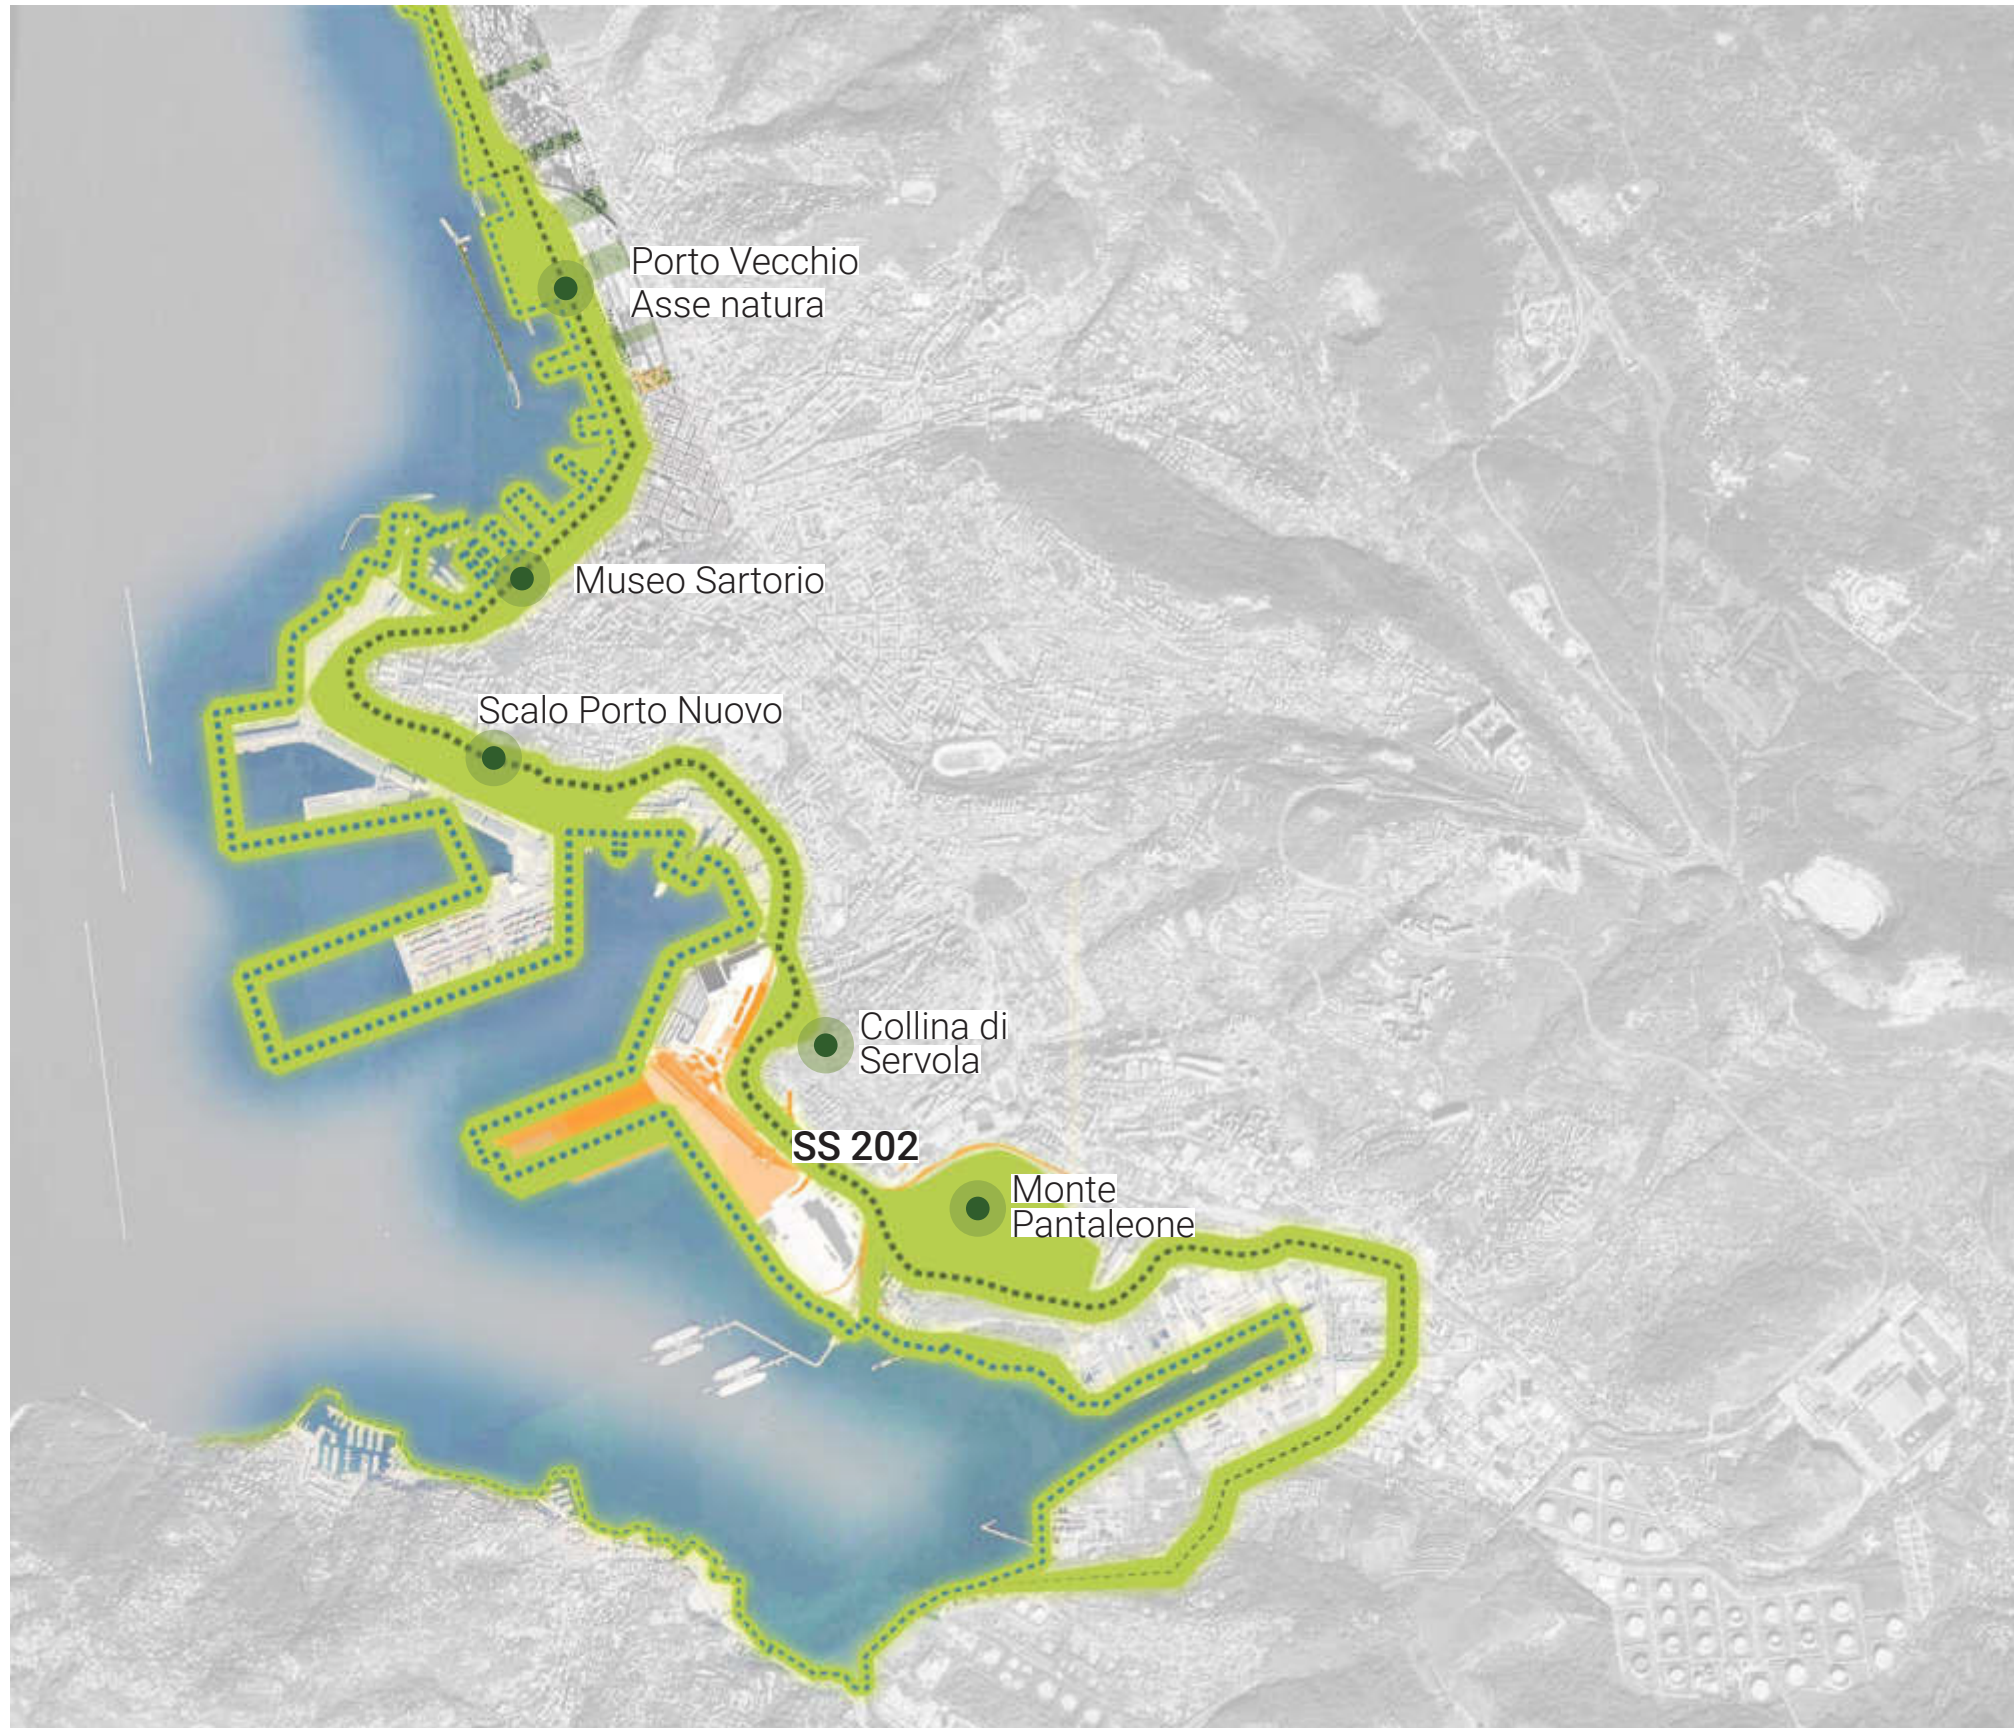 Porto Vecchio
Asse natura
Museo Sartorio
Scalo Porto Nuovo
Collina di
Servola
SS 202
Monte
Pantaleone